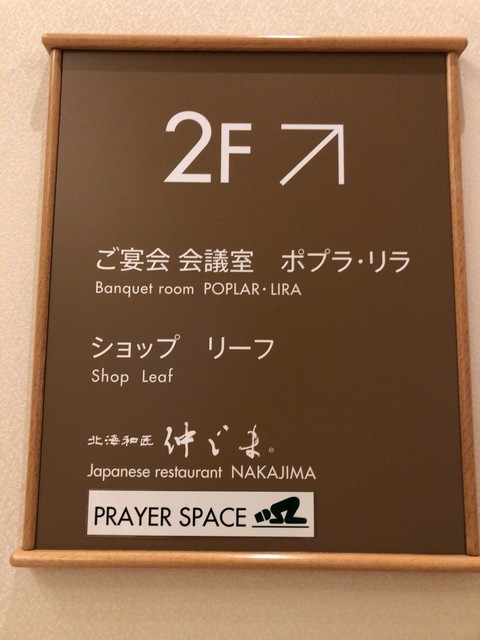 2F
ご宴会 会議室 ポプラ・リラ
Banquet room POPLAR・LIRA
ショップ リーフ
Shop Leaf
北海和匠 仲じま®
Japanese restaurant NAKAJIMA
PRAYER SPACE